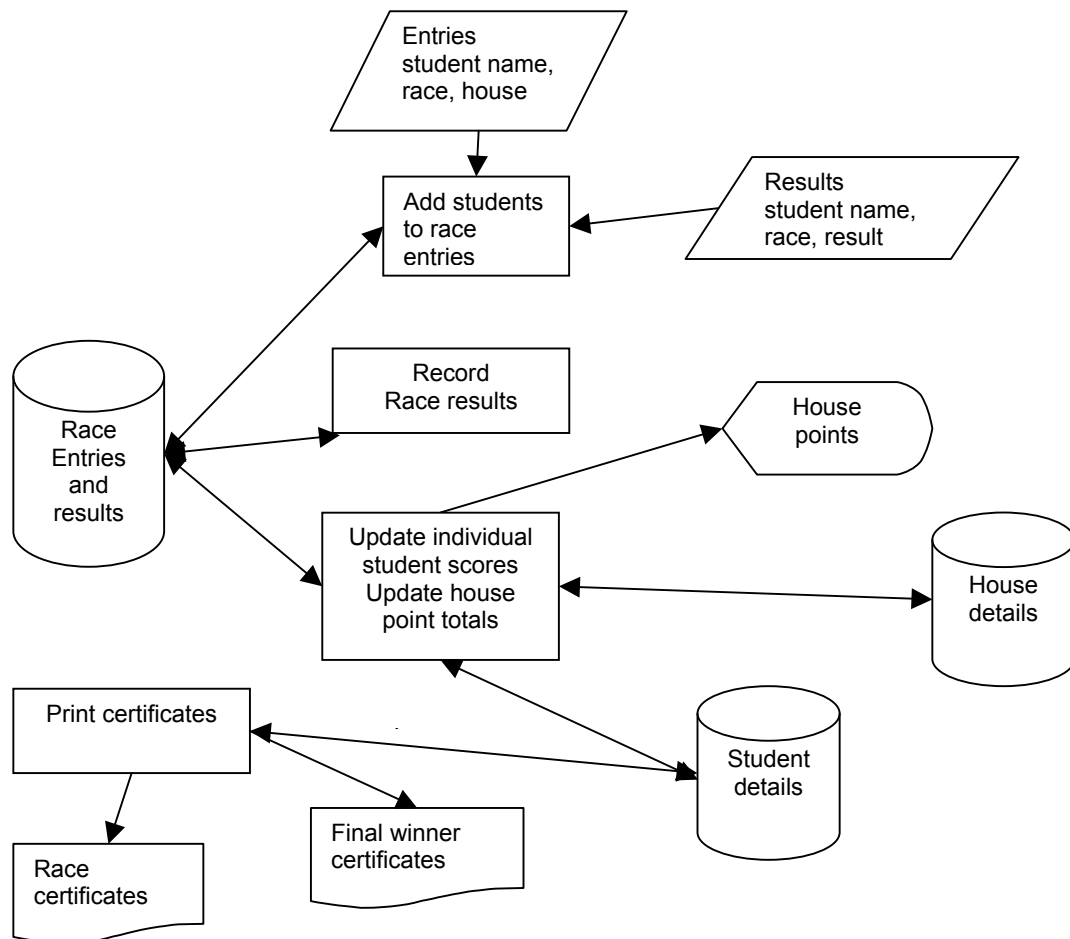 Entries
student name,
race, house
Results
student name,
race, result
Add students
to race
entries
Record
Race results
House
points
Race
Entries
and
results
Update individual
student scores
Update house
point totals
House
details
Print certificates
Student
details
Final winner
certificates
Race
certificates